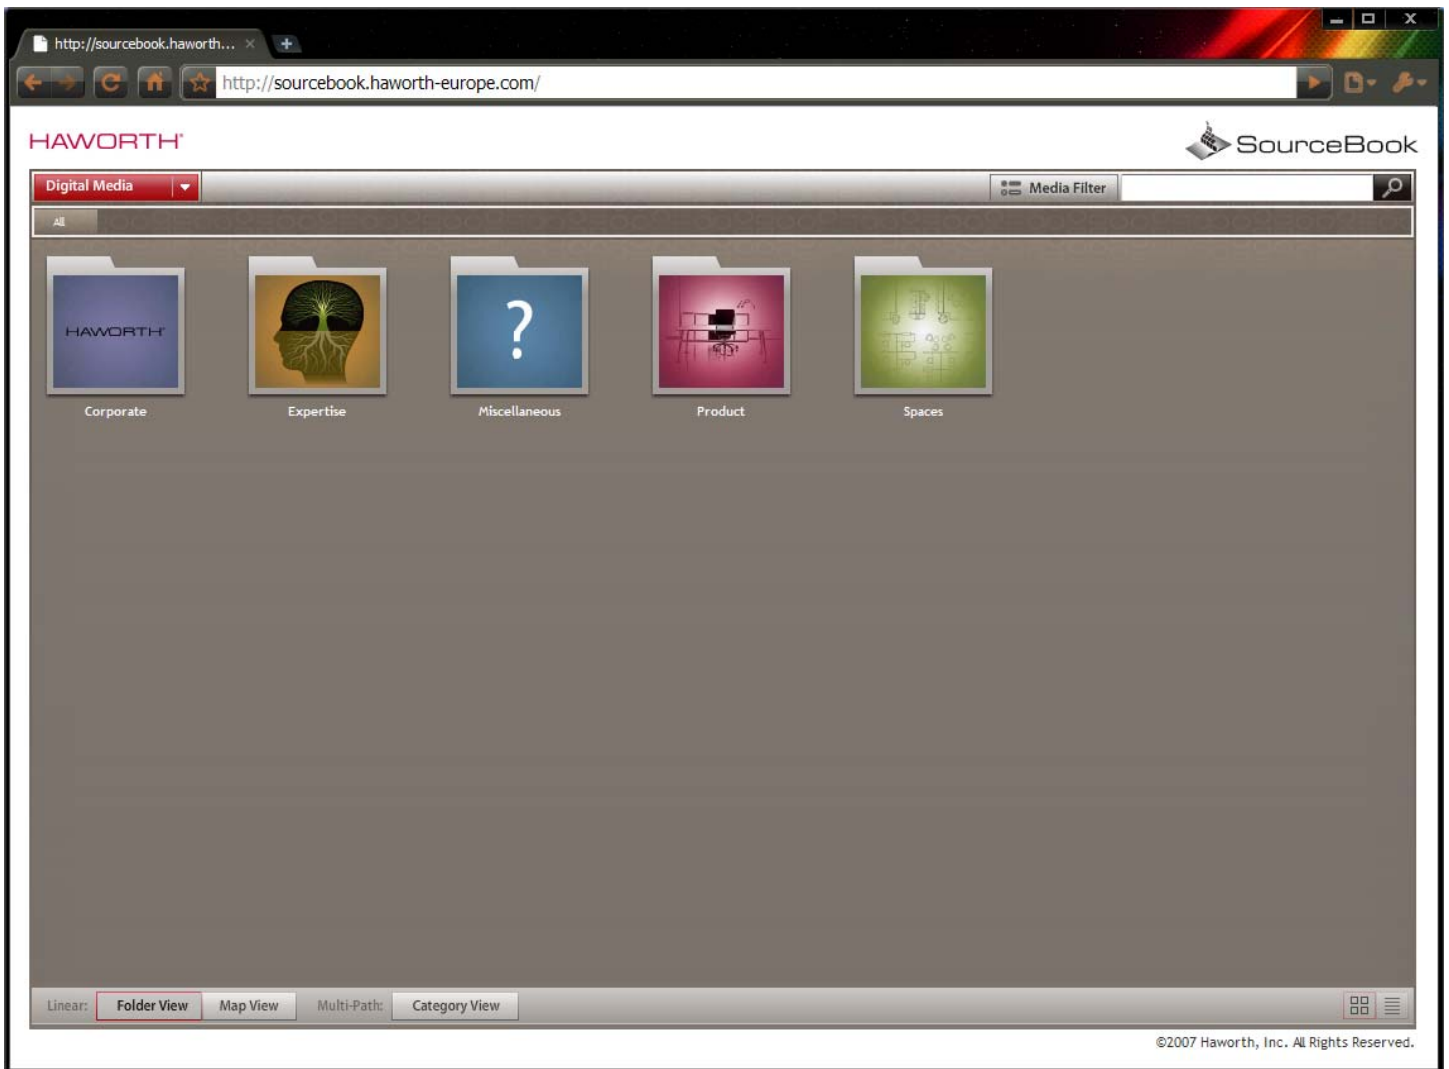 http://sourcebook.haworth...
http://sourcebook.haworth-europe.com/
HAWORTH®
SourceBook
Digital Media
Media Filter
All
HAWORTH®
?
Corporate
Expertise
Miscellaneous
Product
Spaces
Linear: Folder View Map View Multi-Path: Category View
©2007 Haworth, Inc. All Rights Reserved.